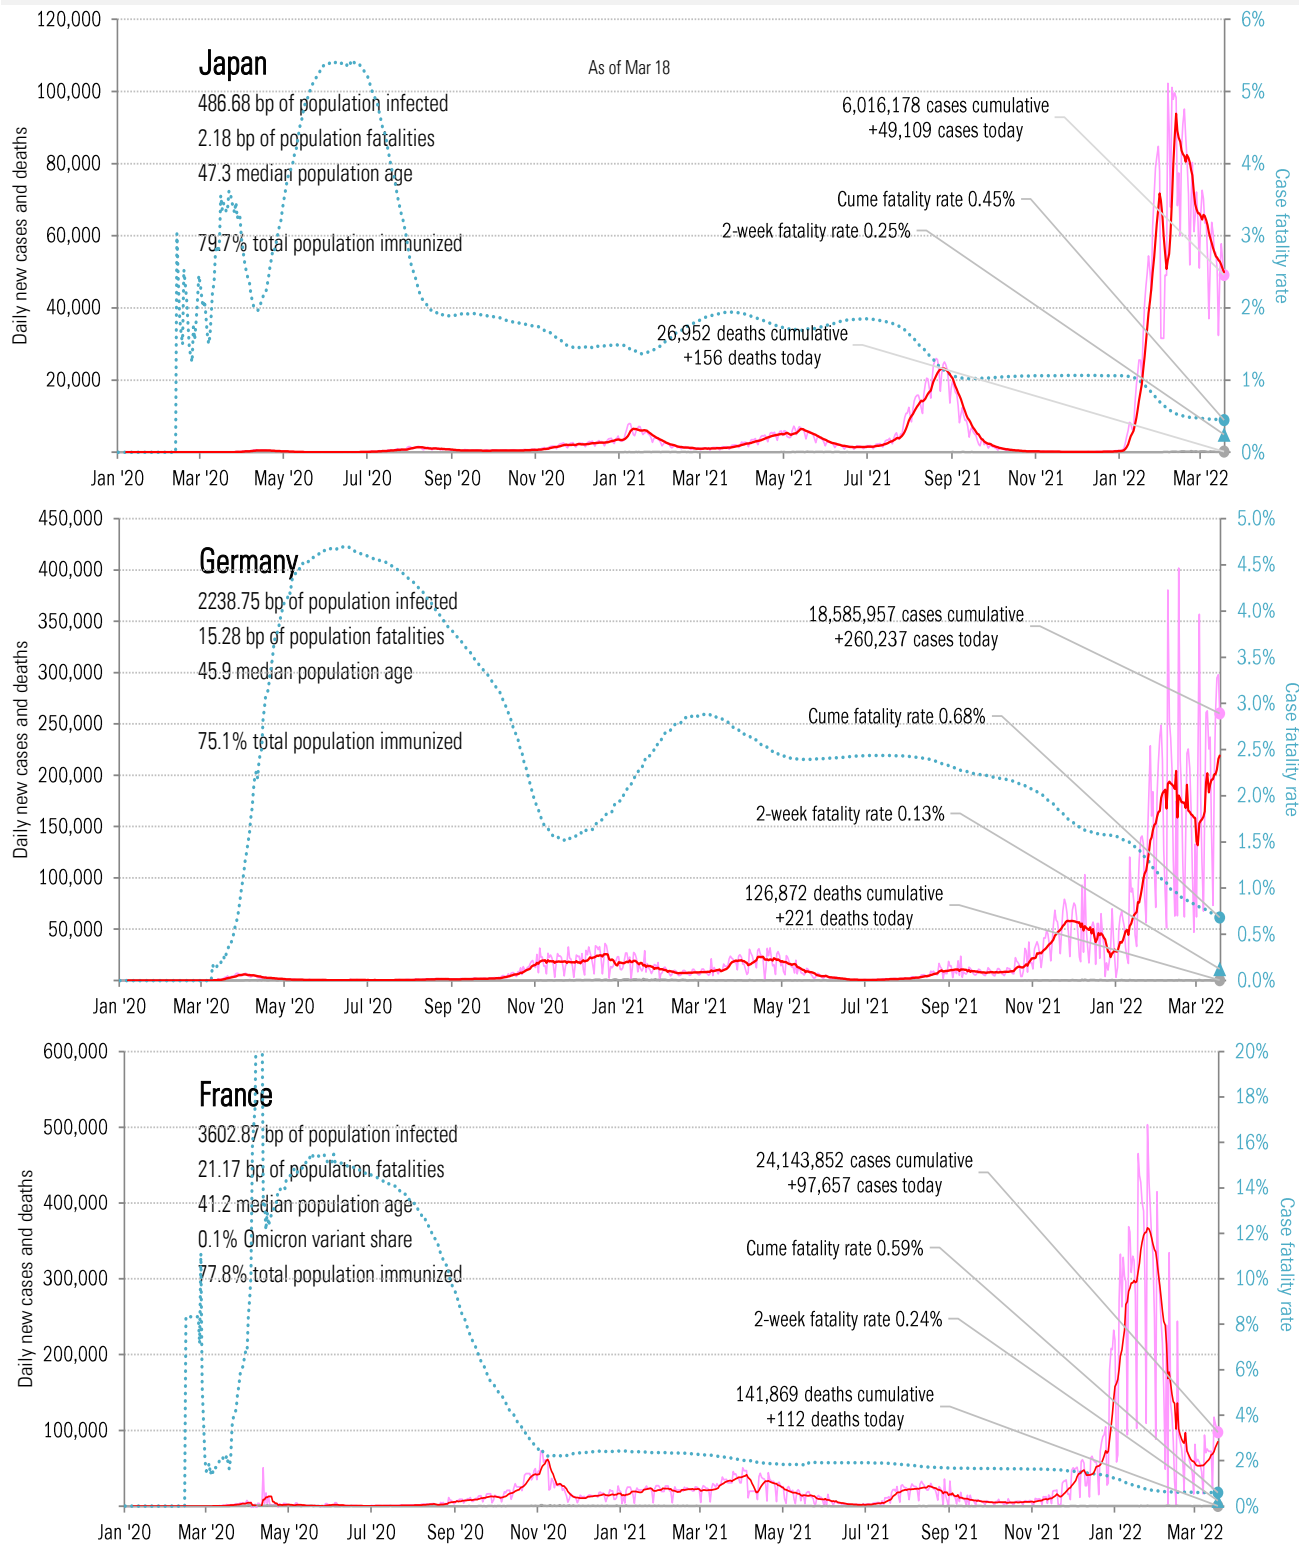 120,000
6%
Japan
As of Mar 18
486.68 bp of population infected
100,000
5%
6,016,178 cases cumulative
+49,109 cases today
2.18 bp of population fatalities
80,000
4%
47.3 median population age
Cume fatality rate 0.45%
2-week fatality rate 0.25%
60,000
3%
79.7% total population immunized
40,000
2%
26,952 deaths cumulative
+156 deaths today
20,000
1%
0%
Daily new cases and deaths
Case fatality rate
Jan '20 Mar '20 May '20 Jul '20 Sep '20 Nov '20 Jan '21 Mar '21 May '21 Jul '21 Sep '21 Nov '21 Jan '22 Mar '22
450,000
5.0%
Germany
400,000
4.5%
2238.75 bp of population infected
4.0%
350,000
18,585,957 cases cumulative
+260,237 cases today
15.28 bp of population fatalities
3.5%
300,000
45.9 median population age
3.0%
250,000
Cume fatality rate 0.68%
75.1% total population immunized
2.5%
200,000
2.0%
150,000
2-week fatality rate 0.13%
1.5%
100,000
1.0%
126,872 deaths cumulative
+221 deaths today
50,000
0.5%
0.0%
Daily new cases and deaths
Case fatality rate
Jan '20 Mar '20 May '20 Jul '20 Sep '20 Nov '20 Jan '21 Mar '21 May '21 Jul '21 Sep '21 Nov '21 Jan '22 Mar '22
600,000
20%
France
18%
500,000
3602.87 bp of population infected
16%
24,143,852 cases cumulative
+97,657 cases today
21.17 bp of population fatalities
14%
400,000
41.2 median population age
12%
0.1% Omicron variant share
Cume fatality rate 0.59%
300,000
77.8% total population immunized
10%
2-week fatality rate 0.24%
8%
200,000
6%
141,869 deaths cumulative
+112 deaths today
100,000
4%
2%
0%
Daily new cases and deaths
Case fatality rate
Jan '20 Mar '20 May '20 Jul '20 Sep '20 Nov '20 Jan '21 Mar '21 May '21 Jul '21 Sep '21 Nov '21 Jan '22 Mar '22